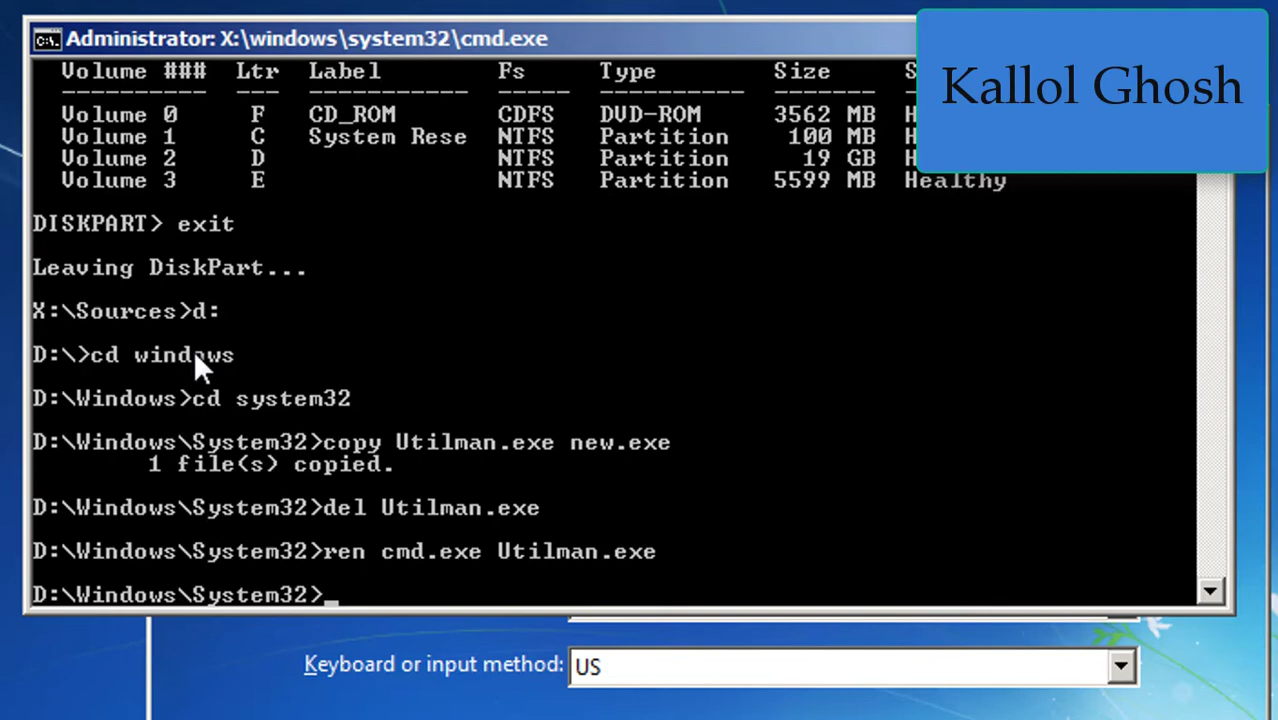 Administrator: X:\windows\system32\cmd.exe
Kallol Ghosh
Volume ### Ltr Label Fs Type Size
---------- --- ----------- ----- ---------- -------
Volume 0 F CD_ROM CDFS DVD-ROM 3562 MB
Volume 1 C System Rese NTFS Partition 100 MB
Volume 2 D NTFS Partition 19 GB
Volume 3 E NTFS Partition 5599 MB Healthy
DISKPART> exit
Leaving DiskPart...
X:\Sources>d:
D:\>cd windows
D:\Windows>cd system32
D:\Windows\System32>copy Utilman.exe new.exe
1 file(s) copied.
D:\Windows\System32>del Utilman.exe
D:\Windows\System32>ren cmd.exe Utilman.exe
D:\Windows\System32>_
Keyboard or input method: US